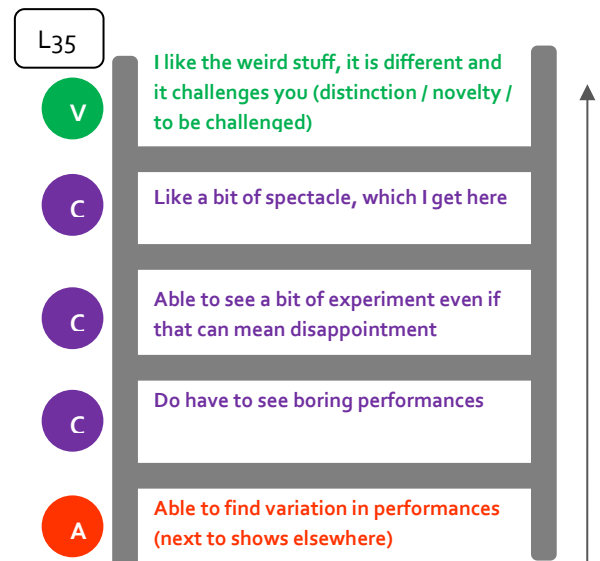 L35
V
I like the weird stuff, it is different and
it challenges you (distinction / novelty /
to be challenged)
C
Like a bit of spectacle, which I get here
C
Able to see a bit of experiment even if
that can mean disappointment
C
Do have to see boring performances
A
Able to find variation in performances
(next to shows elsewhere)